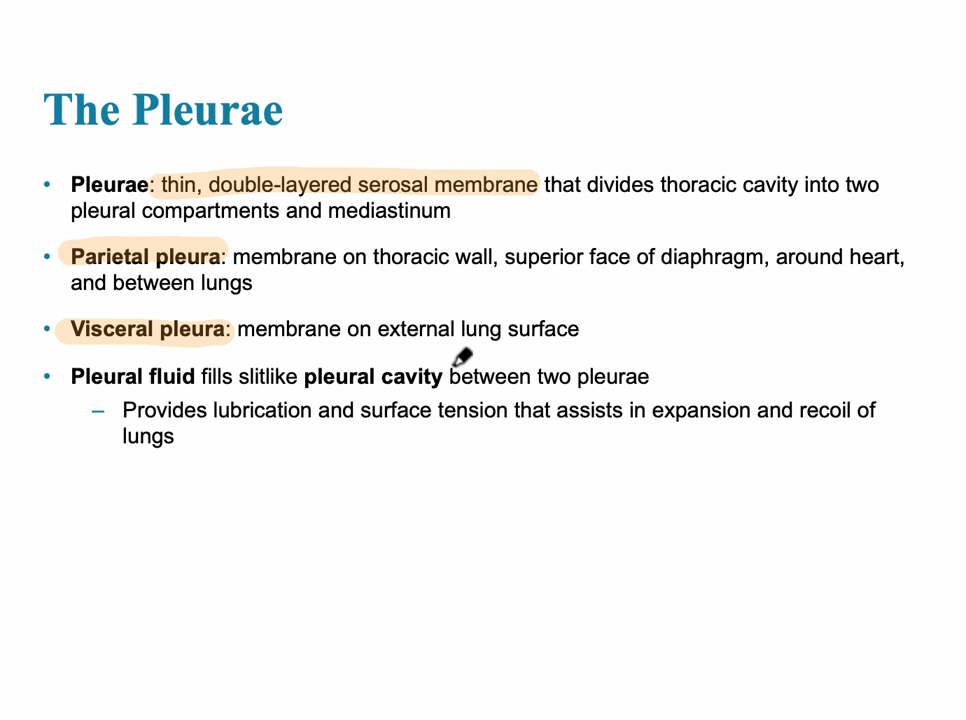 The Pleurae
• Pleurae: thin, double-layered serosal membrane that divides thoracic cavity into two
pleural compartments and mediastinum
• Parietal pleura: membrane on thoracic wall, superior face of diaphragm, around heart,
and between lungs
• Visceral pleura: membrane on external lung surface
• Pleural fluid fills slitlike pleural cavity between two pleurae
– Provides lubrication and surface tension that assists in expansion and recoil of
lungs